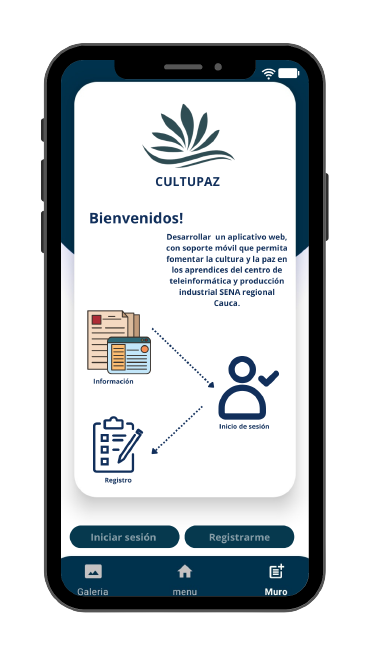 CULTUPAZ
Bienvenidos!
Desarrollar un aplicativo web,
con soporte móvil que permita
fomentar la cultura y la paz en
los aprendices del centro de
teleinformática y producción
industrial SENA regional
Cauca.
Información
Inicio de sesión
Registro
Iniciar sesión
Registrarme
Galeria
menu
Muro